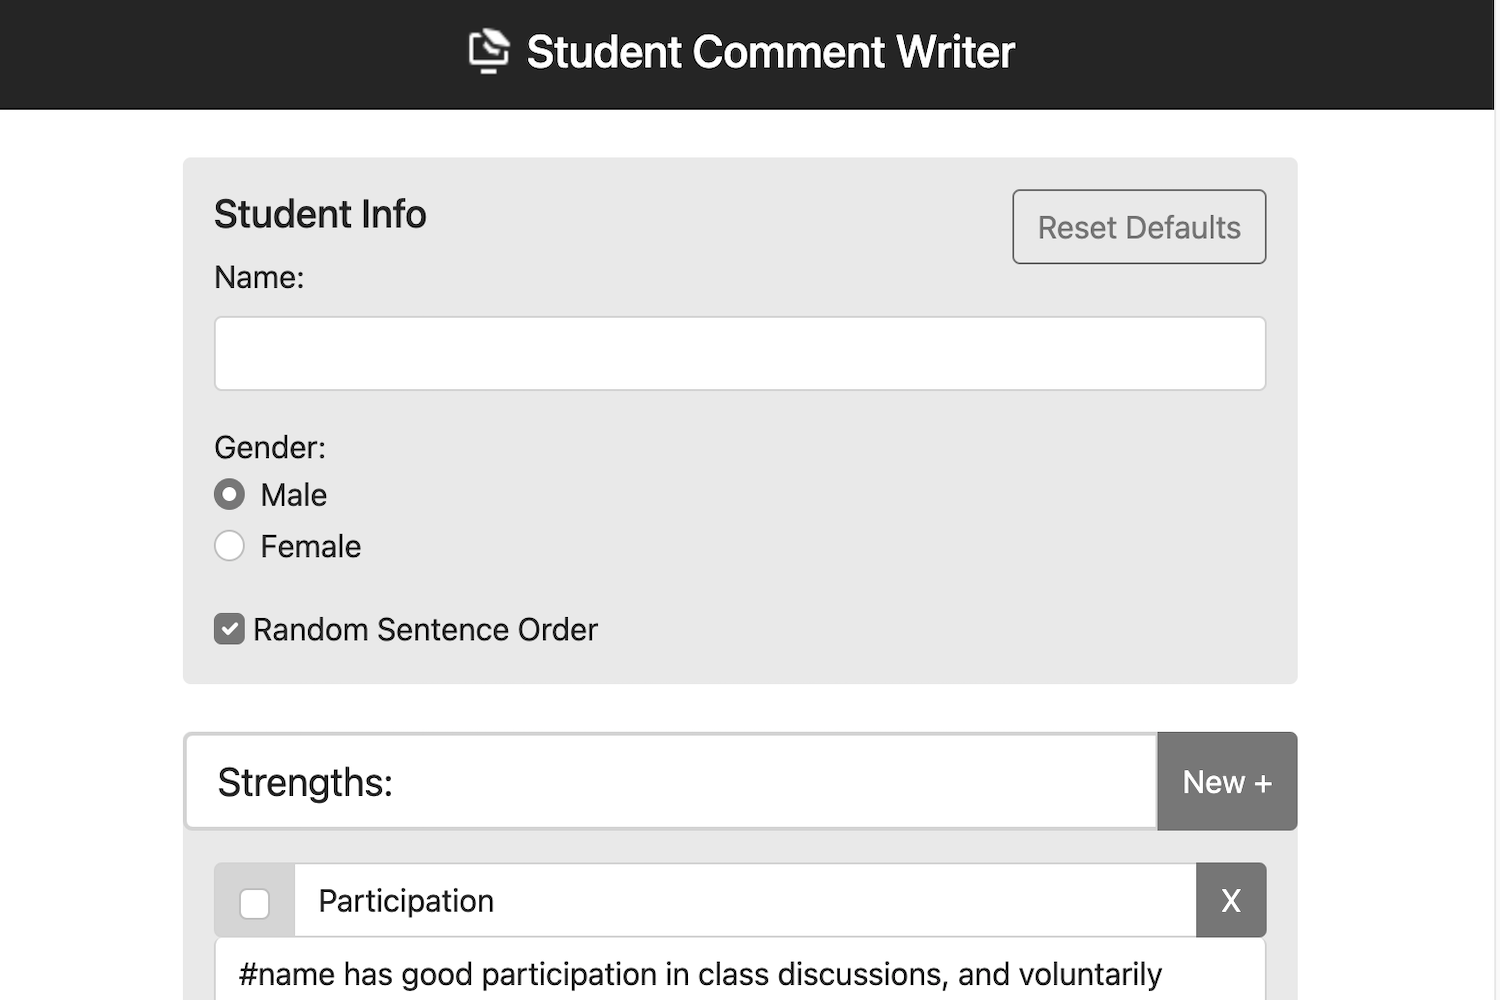 Student Comment Writer
Student Info
Reset Defaults
Name:
Gender:
Male
Female
Random Sentence Order
Strengths:
New +
Participation
X
#name has good participation in class discussions, and voluntarily